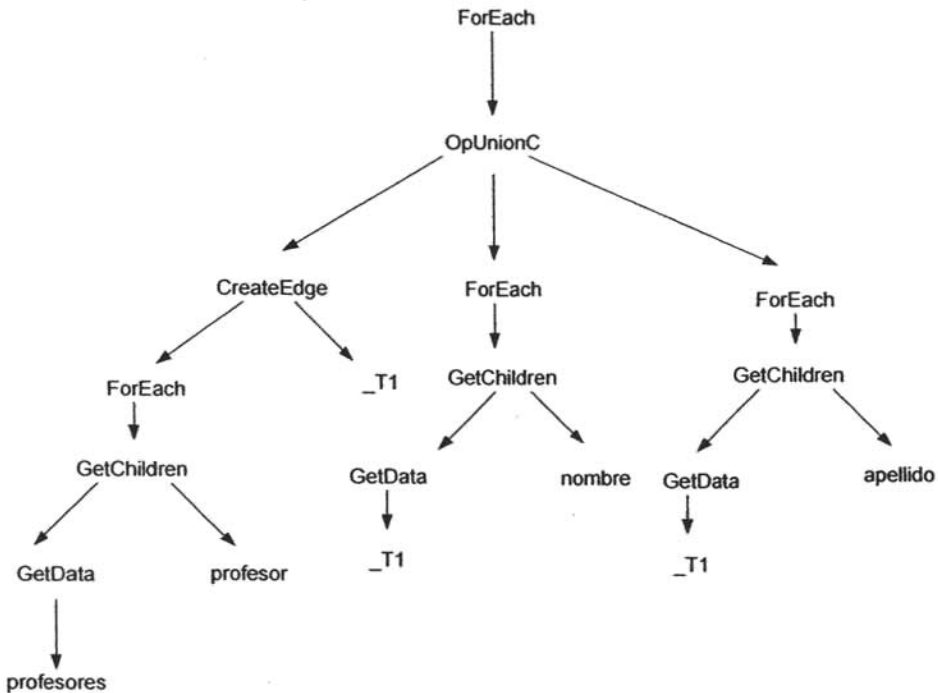 ForEach
OpUnionC
CreateEdge
ForEach
ForEach
ForEach
_T1
GetChildren
GetChildren
GetChildren
GetData
nombre
GetData
apellido
GetData
profesor
_T1
_T1
profesores